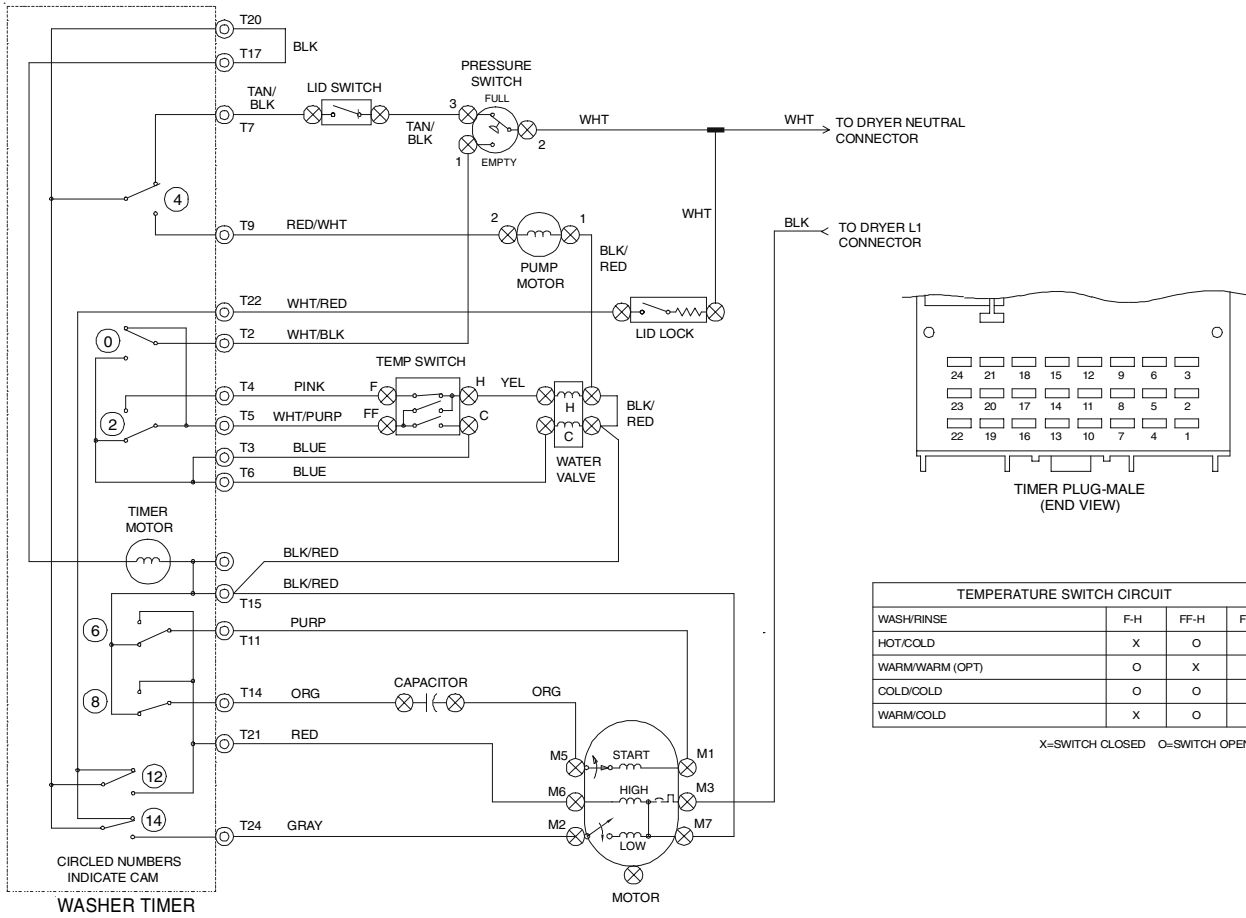 T20
BLK
T17
PRESSURE
SWITCH
TAN/
BLK
LID SWITCH
3
FULL
T7
TAN/
BLK
WHT
WHT
TO DRYER NEUTRAL
CONNECTOR
2
1
EMPTY
4
T9
RED/WHT
2
1
WHT
BLK
TO DRYER L1
CONNECTOR
PUMP
MOTOR
BLK/
RED
T22
WHT/RED
LID LOCK
0
T2
WHT/BLK
TEMP SWITCH
T4
PINK
F
H
YEL
H
BLK/
RED
2
T5
WHT/PURP
FF
C
C
T3
BLUE
T6
BLUE
WATER
VALVE
24 21 18 15 12 9 6 3
23 20 17 14 11 8 5 2
22 19 16 13 10 7 4 1
TIMER PLUG-MALE
(END VIEW)
TIMER
MOTOR
BLK/RED
BLK/RED
T15
6
PURP
T11
8
T14
ORG
CAPACITOR
ORG
T21
RED
M5
START
M1
12
M6
HIGH
M3
14
T24
GRAY
M2
LOW
M7
MOTOR
CIRCLED NUMBERS
INDICATE CAM
WASHER TIMER
TEMPERATURE SWITCH CIRCUIT
WASH/RINSE F-H FF-H F
HOT/COLD X O
WARM/WARM (OPT) O X
COLD/COLD O O
WARM/COLD X O
X=SWITCH CLOSED O=SWITCH OPEN